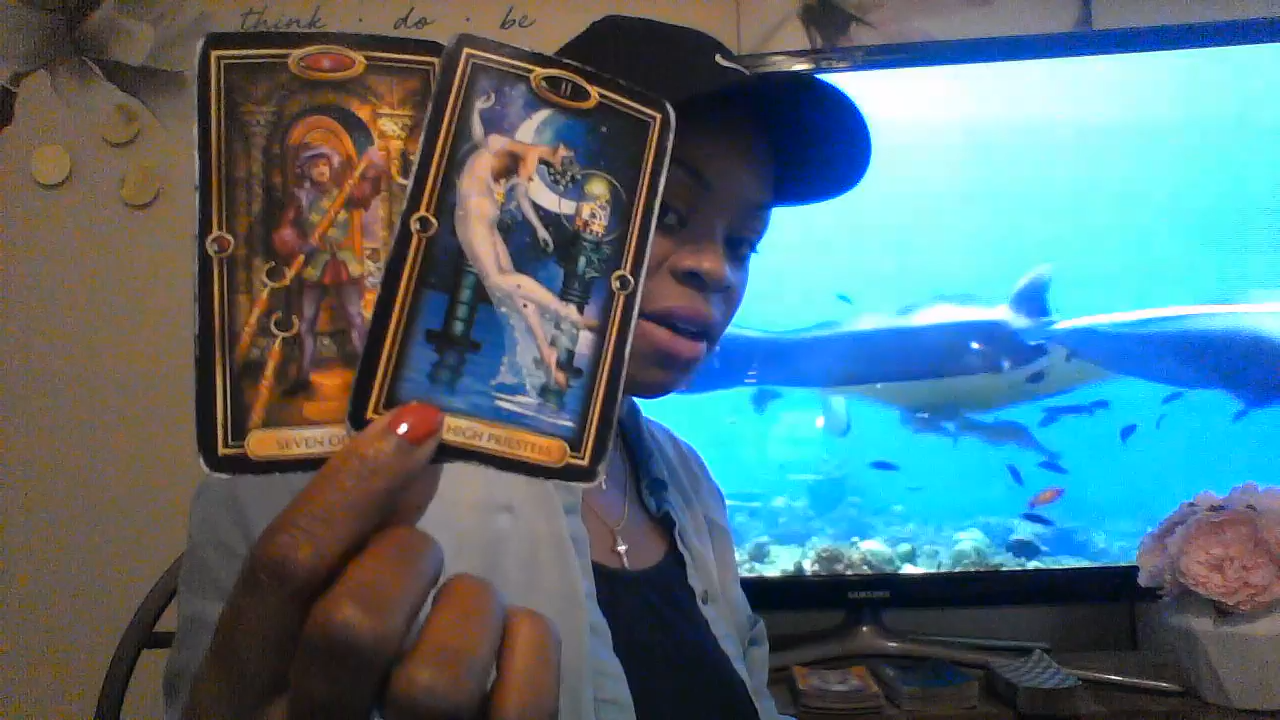 think · do · be
II
SEVEN OF
HIGH PRIESTESS
SAMSUNG